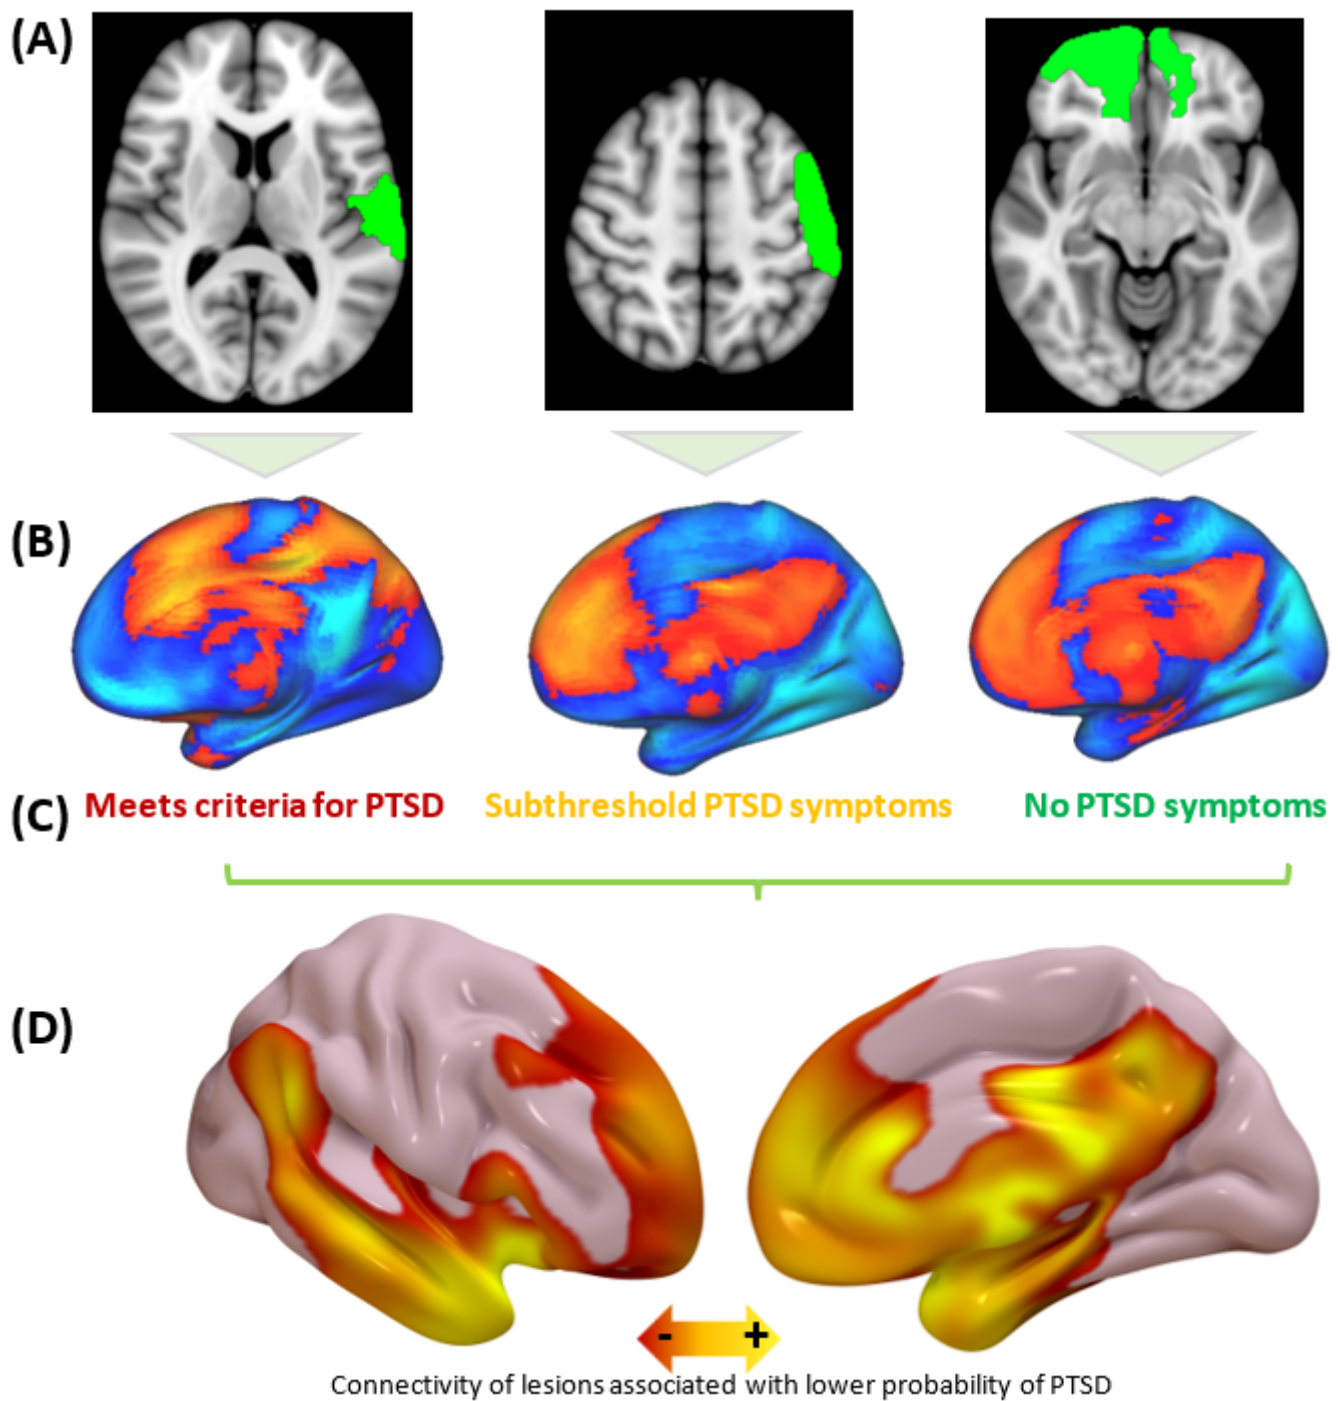 (A)
(B)
(C) Meets criteria for PTSD Subthreshold PTSD symptoms No PTSD symptoms
(D)
- +
Connectivity of lesions associated with lower probability of PTSD